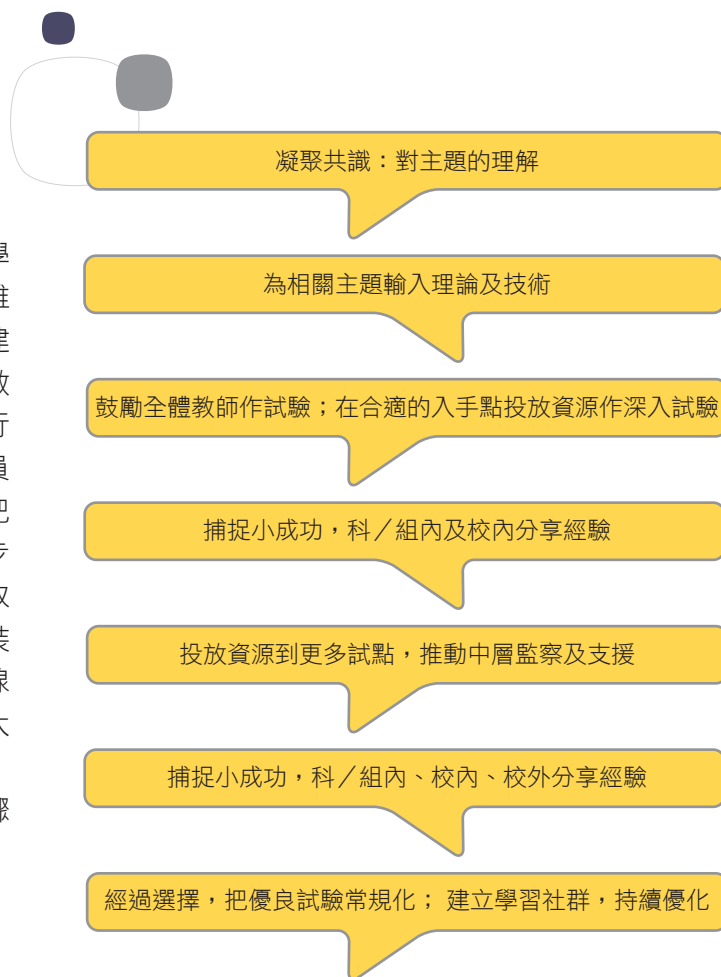 凝聚共識：對主題的理解
為相關主題輸入理論及技術
鼓勵全體教師作試驗；在合適的入手點投放資源作深入試驗
捕捉小成功，科／組內及校內分享經驗
投放資源到更多試點，推動中層監察及支援
捕捉小成功，科／組內、校內、校外分享經驗
經過選擇，把優良試驗常規化； 建立學習社群，持續優化